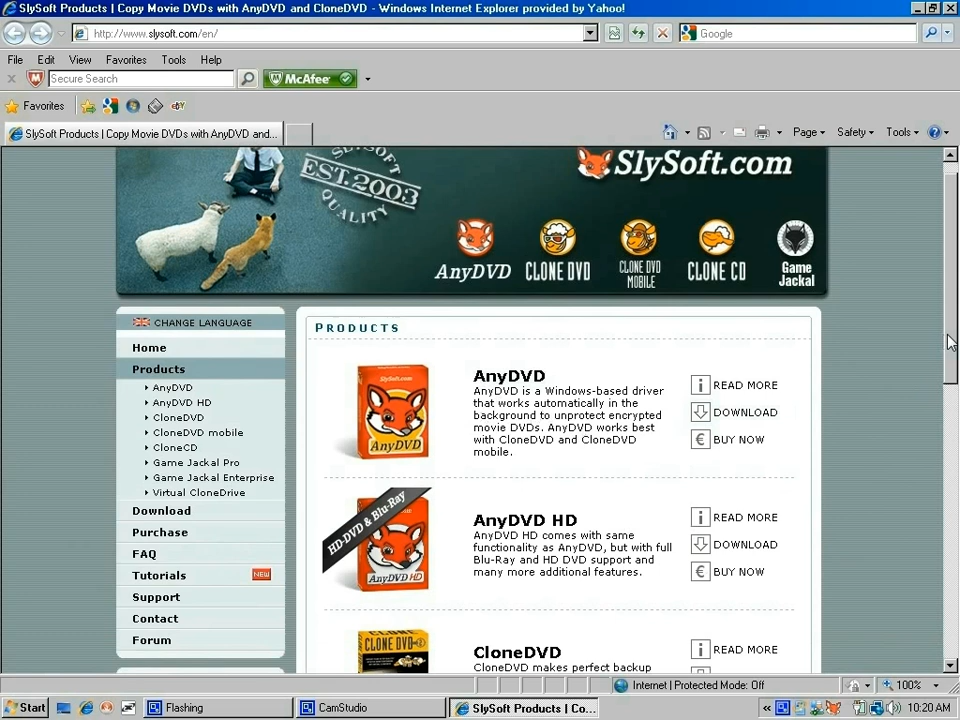 SlySoft Products | Copy Movie DVDs with AnyDVD and CloneDVD - Windows Internet Explorer provided by Yahoo!
http://www.slysoft.com/en/
Google
File Edit View Favorites Tools Help
Secure Search
McAfee
Favorites
SlySoft Products | Copy Movie DVDs with AnyDVD and...
Page Safety Tools
SLYSOFT
EST. 2003
QUALITY
SlySoft.com
AnyDVD
CLONE DVD
CLONE DVD
MOBILE
CLONE CD
Game
Jackal
CHANGE LANGUAGE
Home
Products
AnyDVD
AnyDVD HD
CloneDVD
CloneDVD mobile
CloneCD
Game Jackal Pro
Game Jackal Enterprise
Virtual CloneDrive
Download
Purchase
FAQ
Tutorials NEW
Support
Contact
Forum
PRODUCTS
SlySoft.com
AnyDVD
AnyDVD
AnyDVD is a Windows-based driver
that works automatically in the
background to unprotect encrypted
movie DVDs. AnyDVD works best
with CloneDVD and CloneDVD
mobile.
READ MORE
DOWNLOAD
€ BUY NOW
HD-DVD & Blu-Ray
AnyDVD HD
AnyDVD HD
AnyDVD HD comes with same
functionality as AnyDVD, but with full
Blu-Ray and HD DVD support and
many more additional features.
READ MORE
DOWNLOAD
€ BUY NOW
CLONE DVD
CloneDVD
CloneDVD makes perfect backup
READ MORE
Internet | Protected Mode: Off
100%
Start
Flashing
CamStudio
SlySoft Products | Co...
10:20 AM